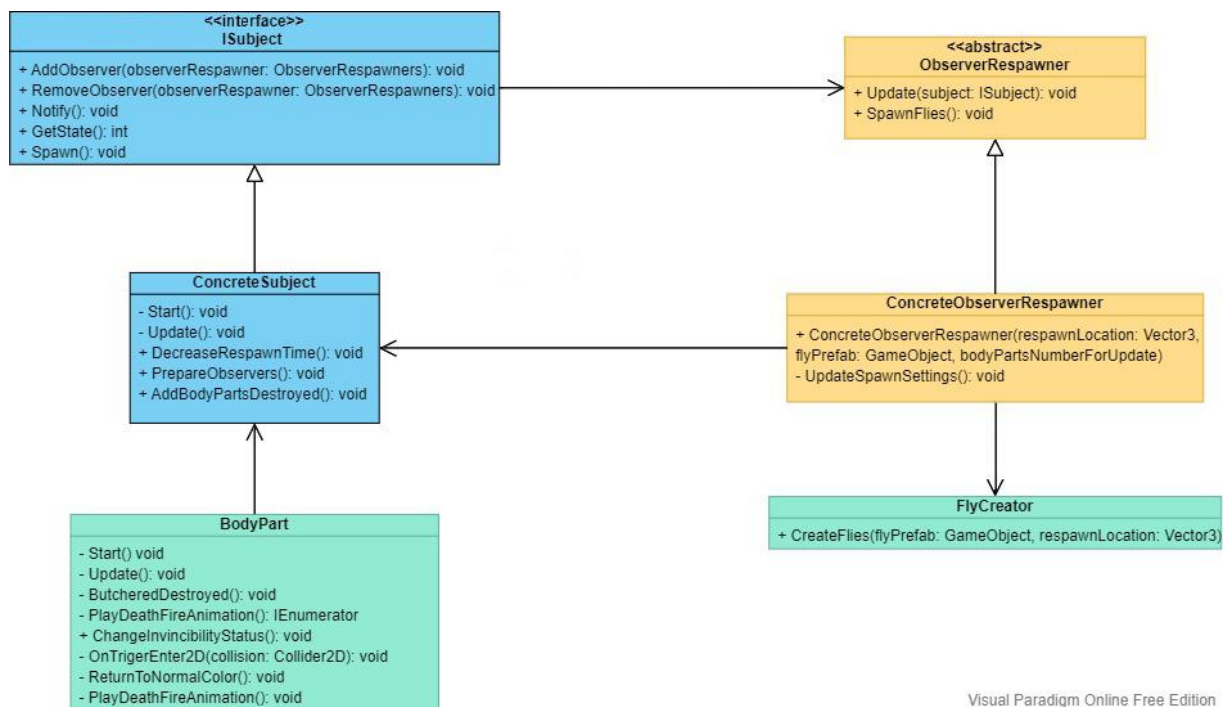 <<interface>>
ISubject
+ AddObserver(observerRespawner: ObserverRespawners): void
+ RemoveObserver(observerRespawner: ObserverRespawners): void
+ Notify(): void
+ GetState(): int
+ Spawn(): void
<<abstract>>
ObserverRespawner
+ Update(subject: ISubject): void
+ SpawnFlies(): void
ConcreteSubject
- Start(): void
- Update(): void
+ DecreaseRespawnTime(): void
+ PrepareObservers(): void
+ AddBodyPartsDestroyed(): void
ConcreteObserverRespawner
+ ConcreteObserverRespawner(respawnLocation: Vector3,
flyPrefab: GameObject, bodyPartsNumberForUpdate)
- UpdateSpawnSettings(): void
BodyPart
- Start() void
- Update(): void
- ButcheredDestroyed(): void
- PlayDeathFireAnimation(): IEnumerator
+ ChangeInvincibilityStatus(): void
- OnTrigerEnter2D(collision: Collider2D): void
- ReturnToNormalColor(): void
- PlayDeathFireAnimation(): void
FlyCreator
+ CreateFlies(flyPrefab: GameObject, respawnLocation: Vector3)
Visual Paradigm Online Free Edition